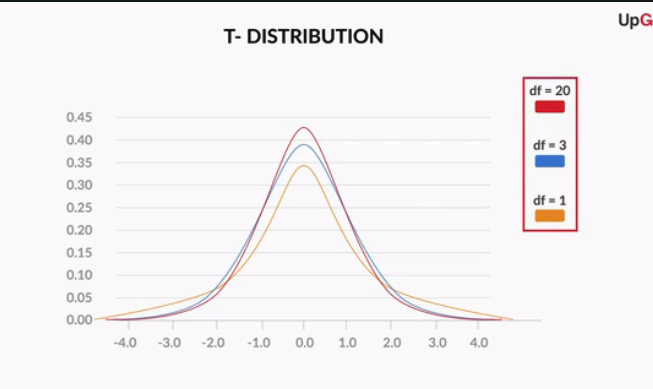 UpG
T- DISTRIBUTION
df = 20
df = 3
df = 1
0.45
0.40
0.35
0.30
0.25
0.20
0.15
0.10
0.05
0.00
-4.0 -3.0 -2.0 -1.0 0.0 1.0 2.0 3.0 4.0